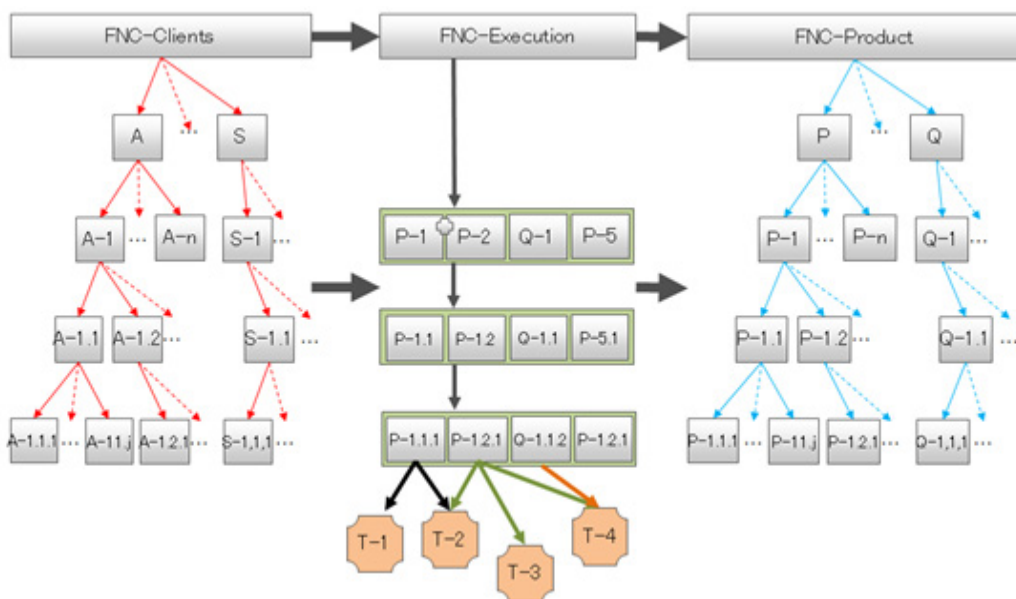 FNC-Clients
FNC-Execution
FNC-Product
A
...
S
P
...
Q
A-1
...
A-n
S-1
...
P-1
P-2
Q-1
P-5
P-1
...
P-n
Q-1
...
A-1.1
A-1.2
...
S-1.1
...
P-1.1
P-1.2
Q-1.1
P-5.1
P-1.1
P-1.2
...
Q-1.1
...
A-1.1.1
...
A-11.j
A-1.2.1
...
S-1,1,1
...
P-1.1.1
P-1.2.1
Q-1.1.2
P-1.2.1
P-1.1.1
...
P-11.j
P-1.2.1
...
Q-1,1,1
...
T-1
T-2
T-3
T-4